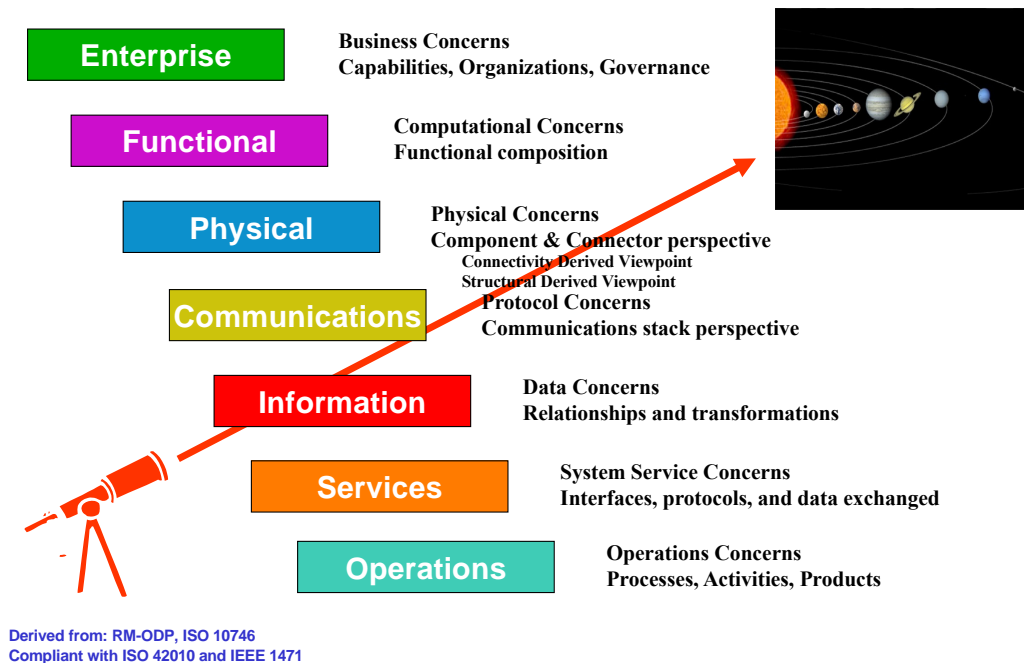 Enterprise
Business Concerns
Capabilities, Organizations, Governance
Functional
Computational Concerns
Functional composition
Physical
Physical Concerns
Component & Connector perspective
Connectivity Derived Viewpoint
Structural Derived Viewpoint
Communications
Protocol Concerns
Communications stack perspective
Information
Data Concerns
Relationships and transformations
Services
System Service Concerns
Interfaces, protocols, and data exchanged
Operations
Operations Concerns
Processes, Activities, Products
Derived from: RM-ODP, ISO 10746
Compliant with ISO 42010 and IEEE 1471